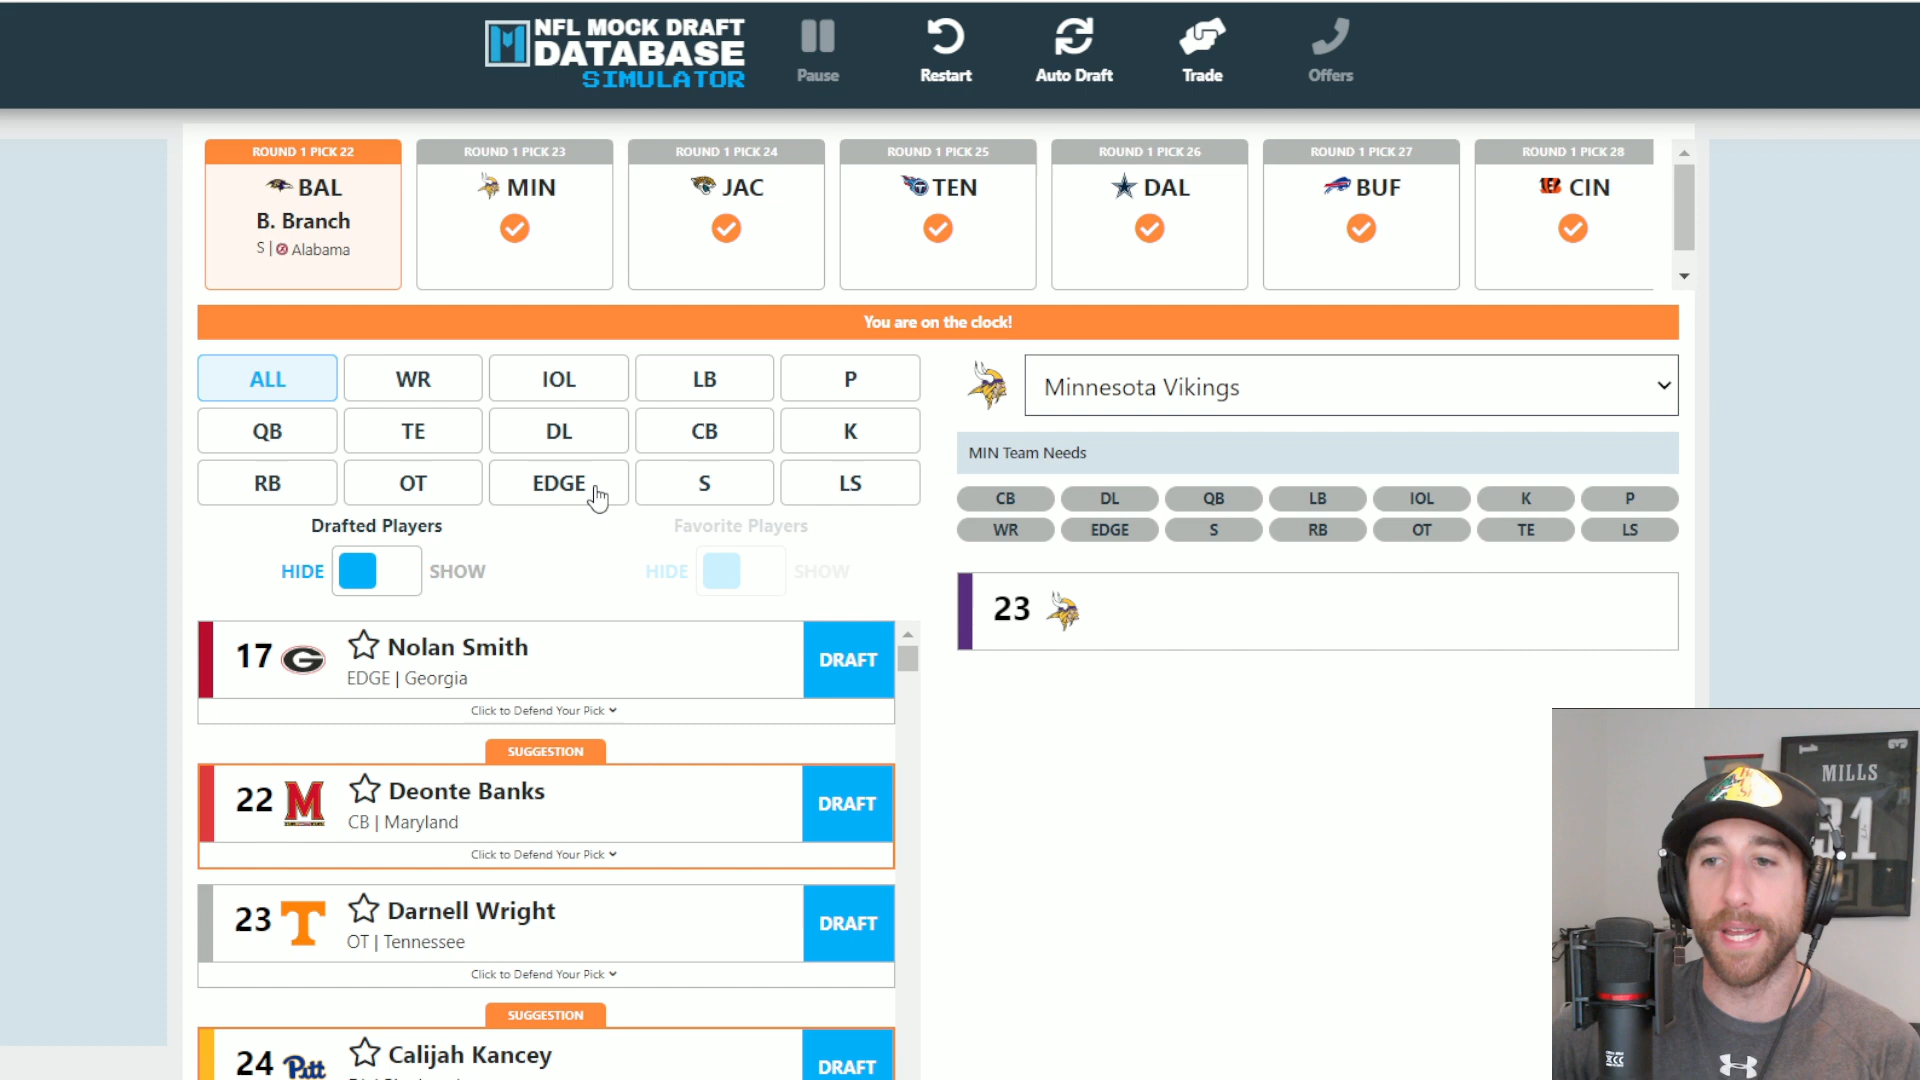 NFL MOCK DRAFT
DATABASE
SIMULATOR
Pause
Restart
Auto Draft
Trade
Offers
ROUND 1 PICK 22
BAL
B. Branch
S | Alabama
ROUND 1 PICK 23
MIN
ROUND 1 PICK 24
JAC
ROUND 1 PICK 25
TEN
ROUND 1 PICK 26
DAL
ROUND 1 PICK 27
BUF
ROUND 1 PICK 28
CIN
You are on the clock!
ALL WR IOL LB P
QB TE DL CB K
RB OT EDGE S LS
Drafted Players
HIDE SHOW
Favorite Players
HIDE SHOW
Minnesota Vikings
MIN Team Needs
CB DL QB LB IOL K P
WR EDGE S RB OT TE LS
23
17 G Nolan Smith DRAFT
EDGE | Georgia
Click to Defend Your Pick
SUGGESTION
22 M Deonte Banks DRAFT
CB | Maryland
Click to Defend Your Pick
23 T Darnell Wright DRAFT
OT | Tennessee
Click to Defend Your Pick
SUGGESTION
24 Pitt Calijah Kancey DRAFT
MILLS
31